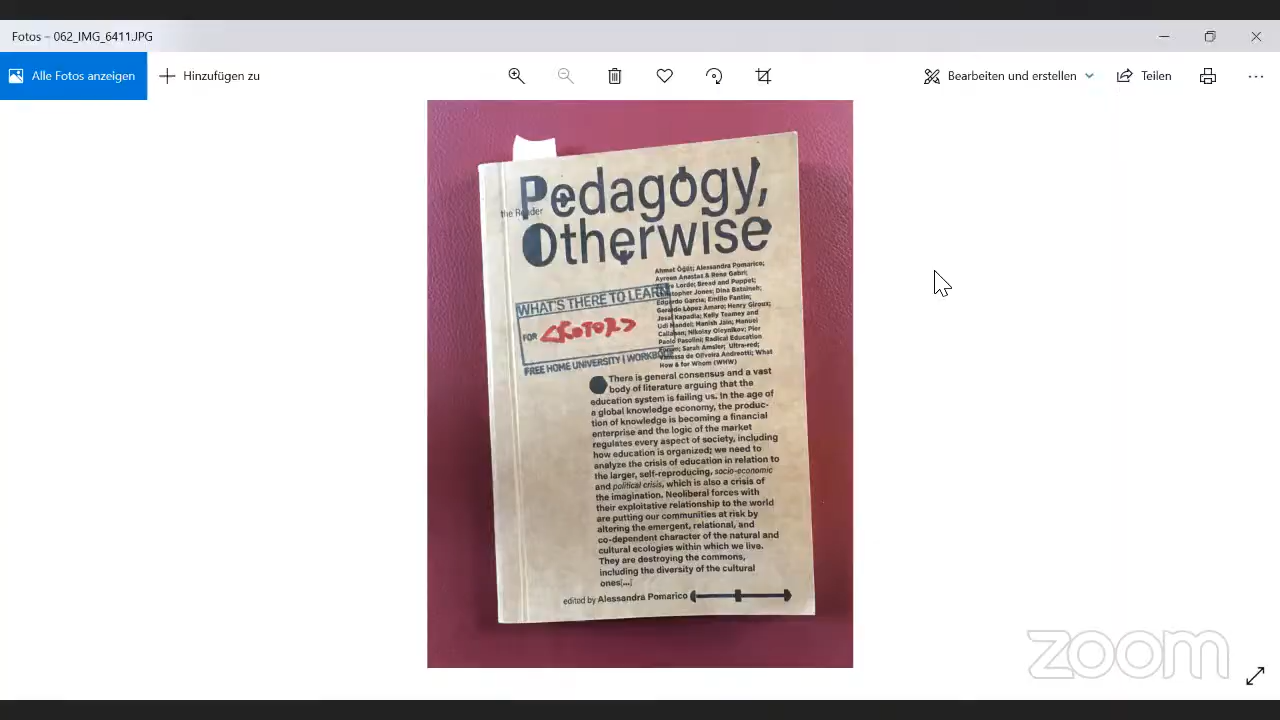 Fotos - 062_IMG_6411.JPG
Alle Fotos anzeigen
Hinzufügen zu
Bearbeiten und erstellen
Teilen
Pedagogy,
the Reader
Otherwise
Ahmet Öğüt; Alessandra Pomarico;
Ayreen Anastas & Rene Gabri;
Lorde; Bread and Puppet;
Jones; Dina Bataineh;
Edgardo Garcia; Emilio Fantin;
Gerardo López Amaro; Henry Giroux;
Jesal Kapadia; Kelly Teamey and
Udi Mandel; Manish Jain; Manuel
Callahan; Nikolay Oleynikov; Pier
Paolo Pasolini; Radical Education
Forum; Sarah Amsler; Ultra-red;
Vanessa de Oliveira Andreotti; What
How & for Whom (WHW)
WHAT'S THERE TO LEARN
FOR
FREE HOME UNIVERSITY | WORKBOOK
There is general consensus and a vast
body of literature arguing that the
education system is failing us. In the age of
a global knowledge economy, the produc-
tion of knowledge is becoming a financial
enterprise and the logic of the market
regulates every aspect of society, including
how education is organized; we need to
analyze the crisis of education in relation to
the larger, self-reproducing, socio-economic
and political crisis, which is also a crisis of
the imagination. Neoliberal forces with
their exploitative relationship to the world
are putting our communities at risk by
altering the emergent, relational, and
co-dependent character of the natural and
cultural ecologies within which we live.
They are destroying the commons,
including the diversity of the cultural
ones[...]
edited by Alessandra Pomarico
zoom